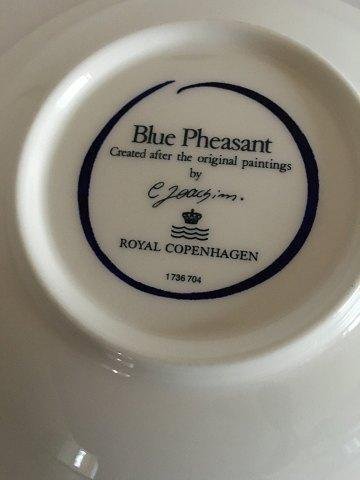 Blue Pheasant
Created after the original paintings
by
C Joachim.
ROYAL COPENHAGEN
1736 704